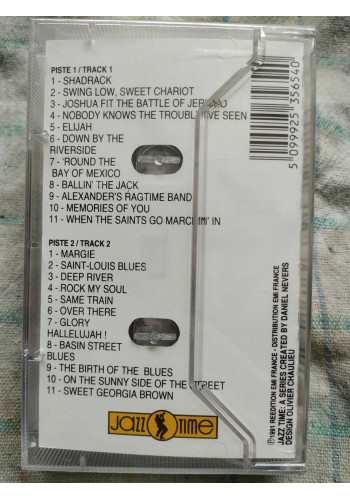 PISTE 1 / TRACK 1
1 - SHADRACK
2 - SWING LOW, SWEET CHARIOT
3 - JOSHUA FIT THE BATTLE OF JERICHO
4 - NOBODY KNOWS THE TROUBLE I'VE SEEN
5 - ELIJAH
6 - DOWN BY THE
RIVERSIDE
7 - 'ROUND THE
BAY OF MEXICO
8 - BALLIN' THE JACK
9 - ALEXANDER'S RAGTIME BAND
10 - MEMORIES OF YOU
11 - WHEN THE SAINTS GO MARCHIN' IN
PISTE 2 / TRACK 2
1 - MARGIE
2 - SAINT-LOUIS BLUES
3 - DEEP RIVER
4 - ROCK MY SOUL
5 - SAME TRAIN
6 - OVER THERE
7 - GLORY
HALLELUJAH !
8 - BASIN STREET
BLUES
9 - THE BIRTH OF THE BLUES
10 - ON THE SUNNY SIDE OF THE STREET
11 - SWEET GEORGIA BROWN
JAZZ TIME
5 099925 356540
℗1991 REEDITION EMI FRANCE - DISTRIBUTION EMI FRANCE
JAZZ TIME: A SERIES CREATED BY DANIEL NEVERS
DESIGN OLIVIER CHAULIEU